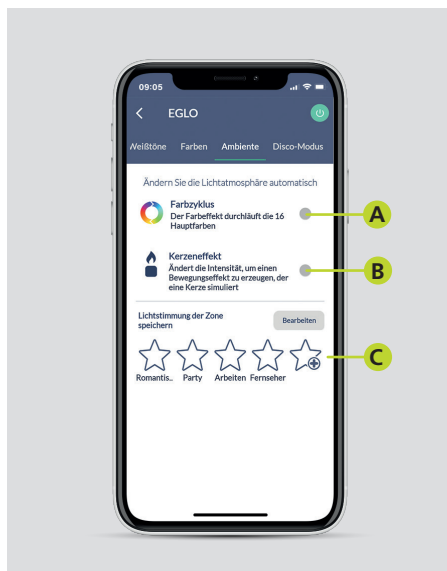 09:05
EGLO
Weißtöne Farben Ambiente Disco-Modus
Ändern Sie die Lichtatmosphäre automatisch
Farbzyklus
Der Farbeffekt durchläuft die 16
Hauptfarben
A
Kerzeneffekt
Ändert die Intensität, um einen
Bewegungseffekt zu erzeugen, der
eine Kerze simuliert
B
Lichtstimmung der Zone
speichern
Bearbeiten
C
Romantis.. Party Arbeiten Fernseher